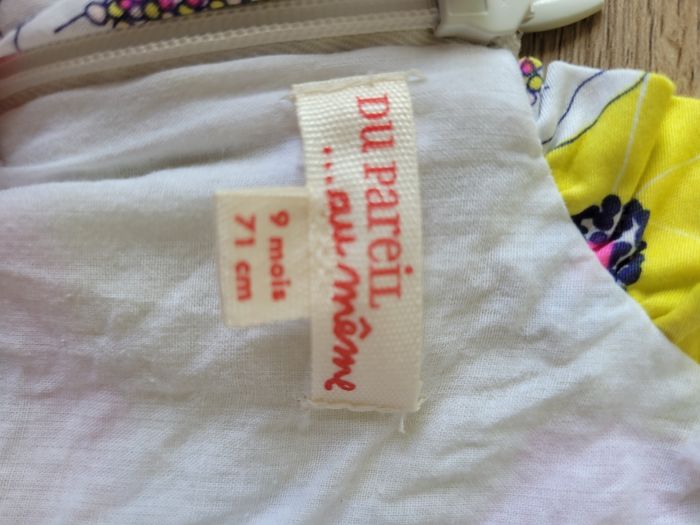 DU PAREIL
...au même
9 mois
71 cm